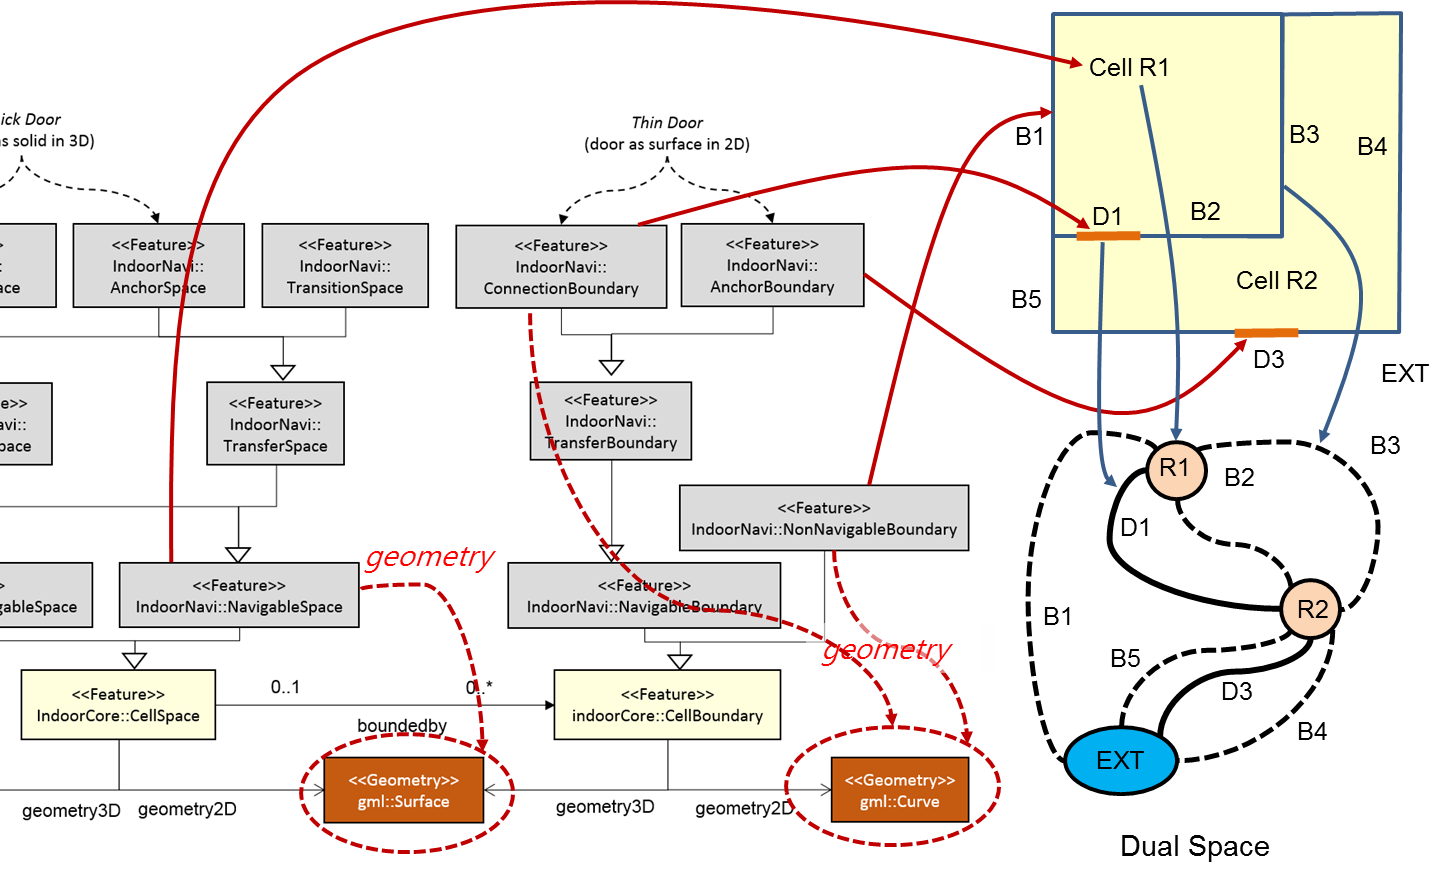 ick Door
as solid in 3D)
Thin Door
(door as surface in 2D)
>
:
ace
<<Feature>>
IndoorNavi::
AnchorSpace
<<Feature>>
IndoorNavi::
TransitionSpace
<<Feature>>
IndoorNavi::
ConnectionBoundary
<<Feature>>
IndoorNavi::
AnchorBoundary
e>>
avi::
pace
<<Feature>>
IndoorNavi::
TransferSpace
<<Feature>>
IndoorNavi::
TransferBoundary
<<Feature>>
IndoorNavi::NonNavigableBoundary
>
gableSpace
<<Feature>>
IndoorNavi::NavigableSpace
geometry
<<Feature>>
IndoorNavi::NavigableBoundary
geometry
<<Feature>>
IndoorCore::CellSpace
0..1
0..*
boundedby
<<Feature>>
indoorCore::CellBoundary
<<Geometry>>
gml::Surface
<<Geometry>>
gml::Curve
geometry3D
geometry2D
geometry3D
geometry2D
Cell R1
B1
B3
B4
D1
B2
Cell R2
B5
D3
EXT
R1
B2
B3
D1
R2
B1
B5
D3
B4
EXT
Dual Space